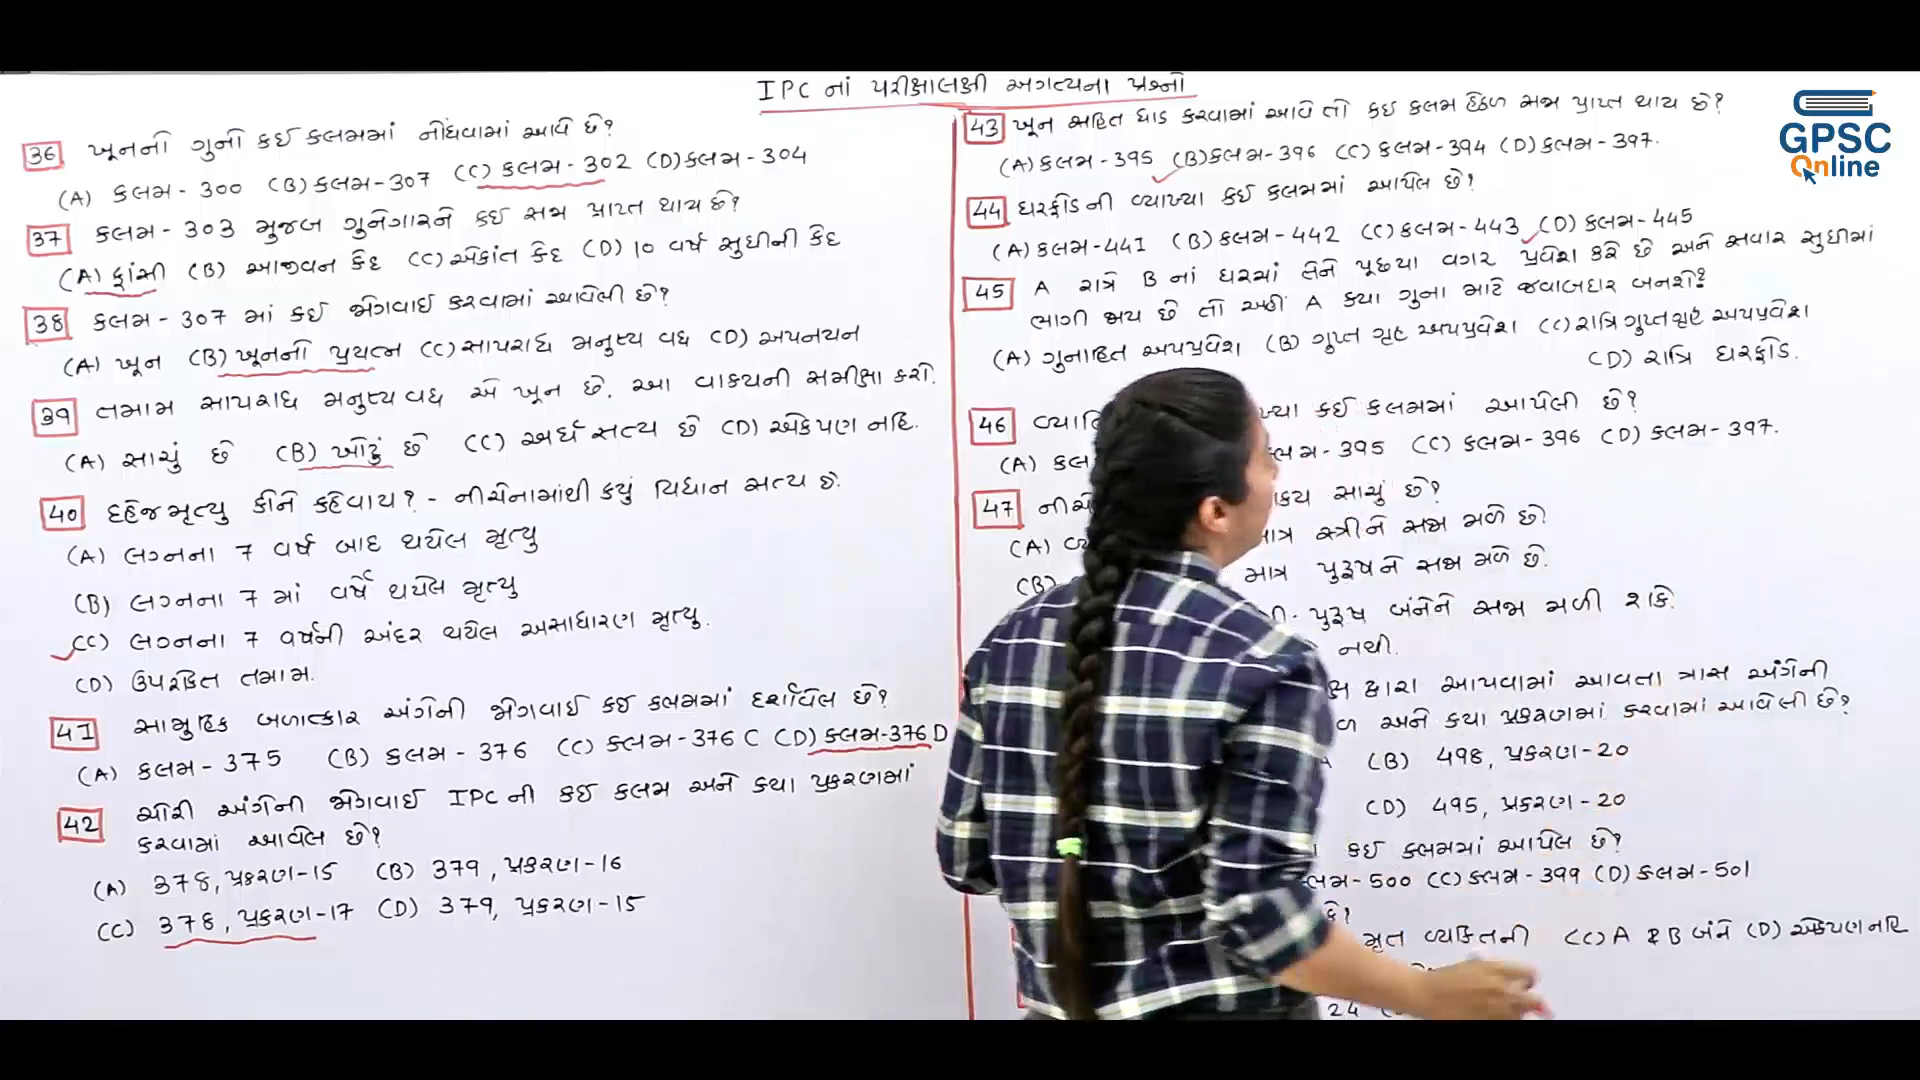 IPC નાં પરીક્ષાલક્ષી અગત્યના પ્રશ્નો
36 ખૂનનો ગુનો કઈ કલમમાં નોંધવામાં આવે છે?
(A) કલમ - 300 (B) કલમ - 307 (C) કલમ - 302 (D) કલમ - 304
37 કલમ - 303 મુજબ ગુનેગારને કઈ સજા પ્રાપ્ત થાય છે?
(A) ફાંસી (B) આજીવન કેદ (C) એકાંત કેદ (D) 10 વર્ષ સુધીની કેદ
38 કલમ - 307 માં કઈ જોગવાઈ કરવામાં આવેલી છે?
(A) ખૂન (B) ખૂનનો પ્રયત્ન (C) સાપરાધ મનુષ્ય વધ (D) અપનયન
39 તમામ સાપરાધ મનુષ્ય વધ એ ખૂન છે. આ વાક્યની સમીક્ષા કરો.
(A) સાચું છે (B) ખોટું છે (C) અર્ધ સત્ય છે (D) એકેપણ નહિ.
40 દહેજ મૃત્યુ કોને કહેવાય? - નીચેનામાંથી કયું વિધાન સત્ય છે.
(A) લગ્નના 7 વર્ષ બાદ થયેલ મૃત્યુ
(B) લગ્નના 7 માં વર્ષે થયેલ મૃત્યુ
(C) લગ્નના 7 વર્ષની અંદર થયેલ અસાધારણ મૃત્યુ.
(D) ઉપરોક્ત તમામ.
41 સામુહિક બળાત્કાર અંગેની જોગવાઈ કઈ કલમમાં દર્શાવેલ છે?
(A) કલમ - 375 (B) કલમ - 376 (C) કલમ - 376 C (D) કલમ - 376 D
42 ચોરી અંગેની જોગવાઈ IPC ની કઈ કલમ અને કયા પ્રકરણમાં
કરવામાં આવેલ છે?
(A) 378, પ્રકરણ - 15 (B) 379, પ્રકરણ - 16
(C) 378, પ્રકરણ - 17 (D) 379, પ્રકરણ - 15
43 ખૂન સહિત ધાડ કરવામાં આવે તો કઈ કલમ હેઠળ સજા પ્રાપ્ત થાય છે?
(A) કલમ - 395 (B) કલમ - 396 (C) કલમ - 394 (D) કલમ - 397.
44 ઘરફોડ ની વ્યાખ્યા કઈ કલમમાં આપેલ છે?
(A) કલમ - 441 (B) કલમ - 442 (C) કલમ - 443 (D) કલમ - 445
45 A રાત્રે B નાં ઘરમાં તેને પૂછ્યા વગર પ્રવેશ કરે છે અને સવાર સુધીમાં
ભાગી જાય છે તો અહીં A કયા ગુના માટે જવાબદાર બનશે?
(A) ગુનાહિત અપપ્રવેશ (B) ગુપ્ત ગૃહ અપપ્રવેશ (C) રાત્રિ ગુપ્ત ગૃહ અપપ્રવેશ
(D) રાત્રિ ઘરફોડ.
46 કઈ કલમમાં આપેલી છે?
(A) - 395 (C) કલમ - 396 (D) કલમ - 397.
47 સાચું છે?
(A) સ્ત્રીને સજા મળે છે.
(B) માત્ર પુરૂષને સજા મળે છે.
પુરૂષ બંનેને સજા મળી શકે.
નથી.
દ્વારા આપવામાં આવતા ત્રાસ અંગેની
અને કયા પ્રકરણમાં કરવામાં આવેલી છે?
(B) 498, પ્રકરણ - 20
(D) 495, પ્રકરણ - 20
કઈ કલમમાં આપેલ છે?
- 500 (C) કલમ - 399 (D) કલમ - 501
મૃત વ્યક્તિની (C) A & B બંને (D) એકેપણ નહિ
24
GPSC
Online